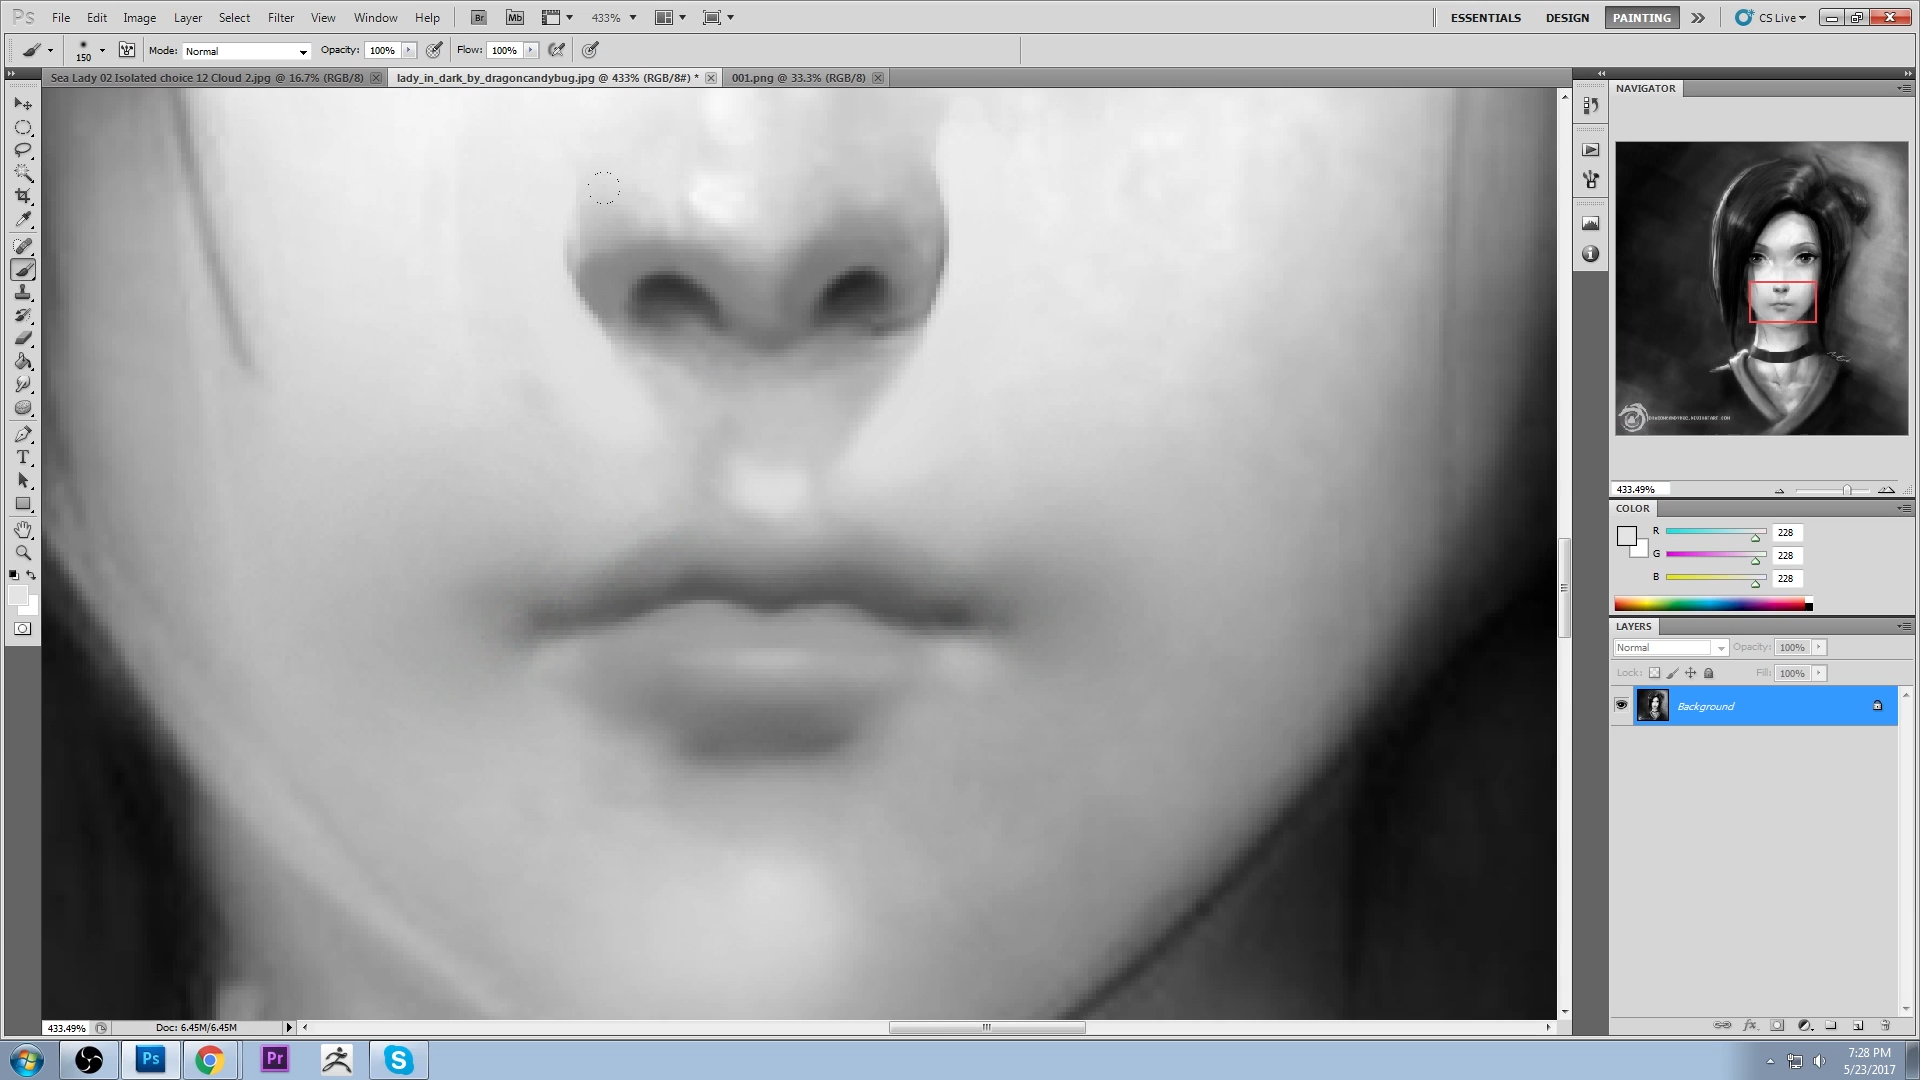 Ps File Edit Image Layer Select Filter View Window Help Br Mb 433% ESSENTIALS DESIGN PAINTING CS Live
150 Mode: Normal Opacity: 100% Flow: 100%
Sea Lady 02 Isolated choice 12 Cloud 2.jpg @ 16.7% (RGB/8) lady_in_dark_by_dragoncandybug.jpg @ 433% (RGB/8#) * 001.png @ 33.3% (RGB/8)
NAVIGATOR
433.49%
COLOR
R 228
G 228
B 228
LAYERS
Normal Opacity: 100%
Lock: Fill: 100%
Background
T
433.49% Doc: 6.45M/6.45M
fx
Ps Pr S
7:28 PM
5/23/2017